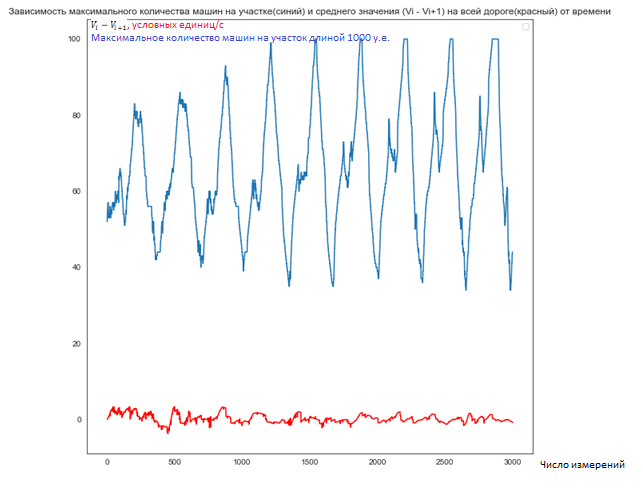 Зависимость максимального количества машин на участке(синий) и среднего значения (Vi - Vi+1) на всей дороге(красный) от времени
Vi − Vi+1, условных единиц/с
Максимальное количество машин на участок длиной 1000 у.е.
100
80
60
40
20
0
0 500 1000 1500 2000 2500 3000
Число измерений